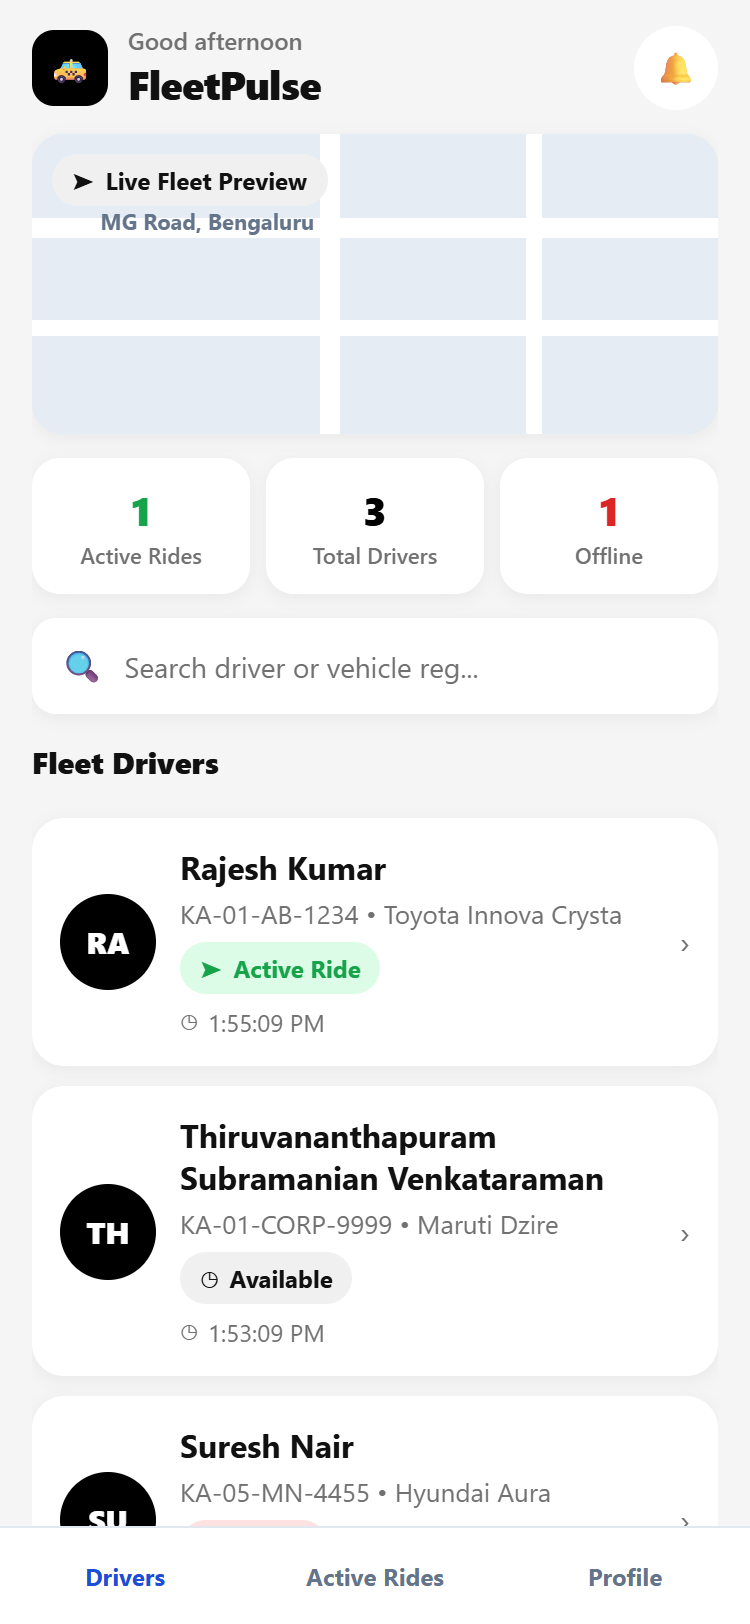 Good afternoon
FleetPulse
➤ Live Fleet Preview
MG Road, Bengaluru
1
Active Rides
3
Total Drivers
1
Offline
Search driver or vehicle reg...
Fleet Drivers
RA
Rajesh Kumar
KA-01-AB-1234 • Toyota Innova Crysta
➤ Active Ride
1:55:09 PM
›
TH
Thiruvananthapuram
Subramanian Venkataraman
KA-01-CORP-9999 • Maruti Dzire
Available
1:53:09 PM
›
SU
Suresh Nair
KA-05-MN-4455 • Hyundai Aura
›
Drivers
Active Rides
Profile